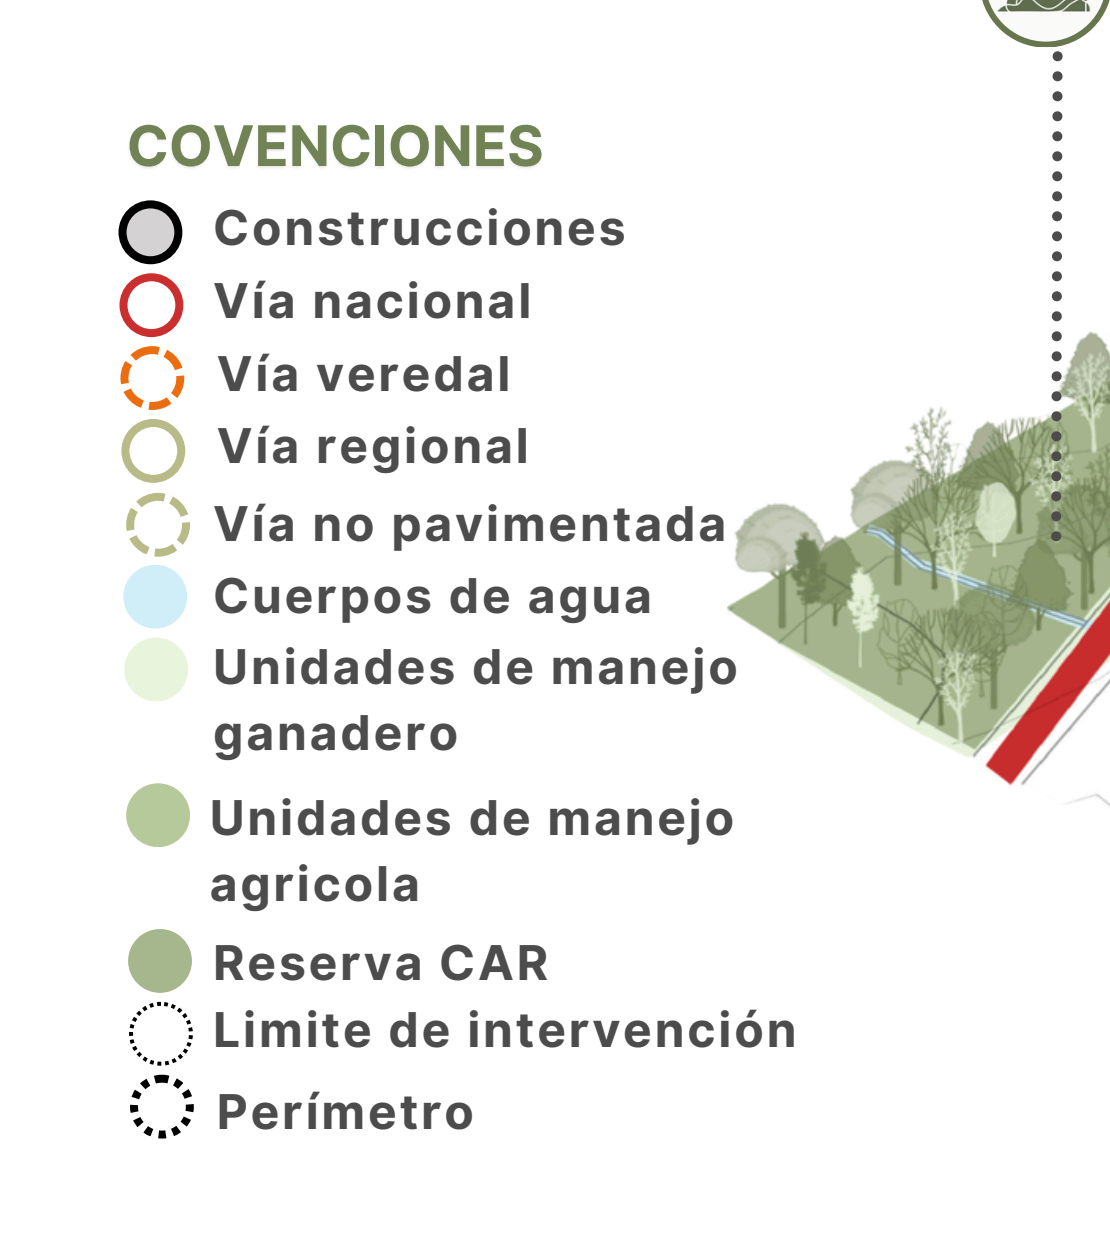 COVENCIONES
Construcciones
Vía nacional
Vía veredal
Vía regional
Vía no pavimentada
Cuerpos de agua
Unidades de manejo
ganadero
Unidades de manejo
agricola
Reserva CAR
Limite de intervención
Perímetro